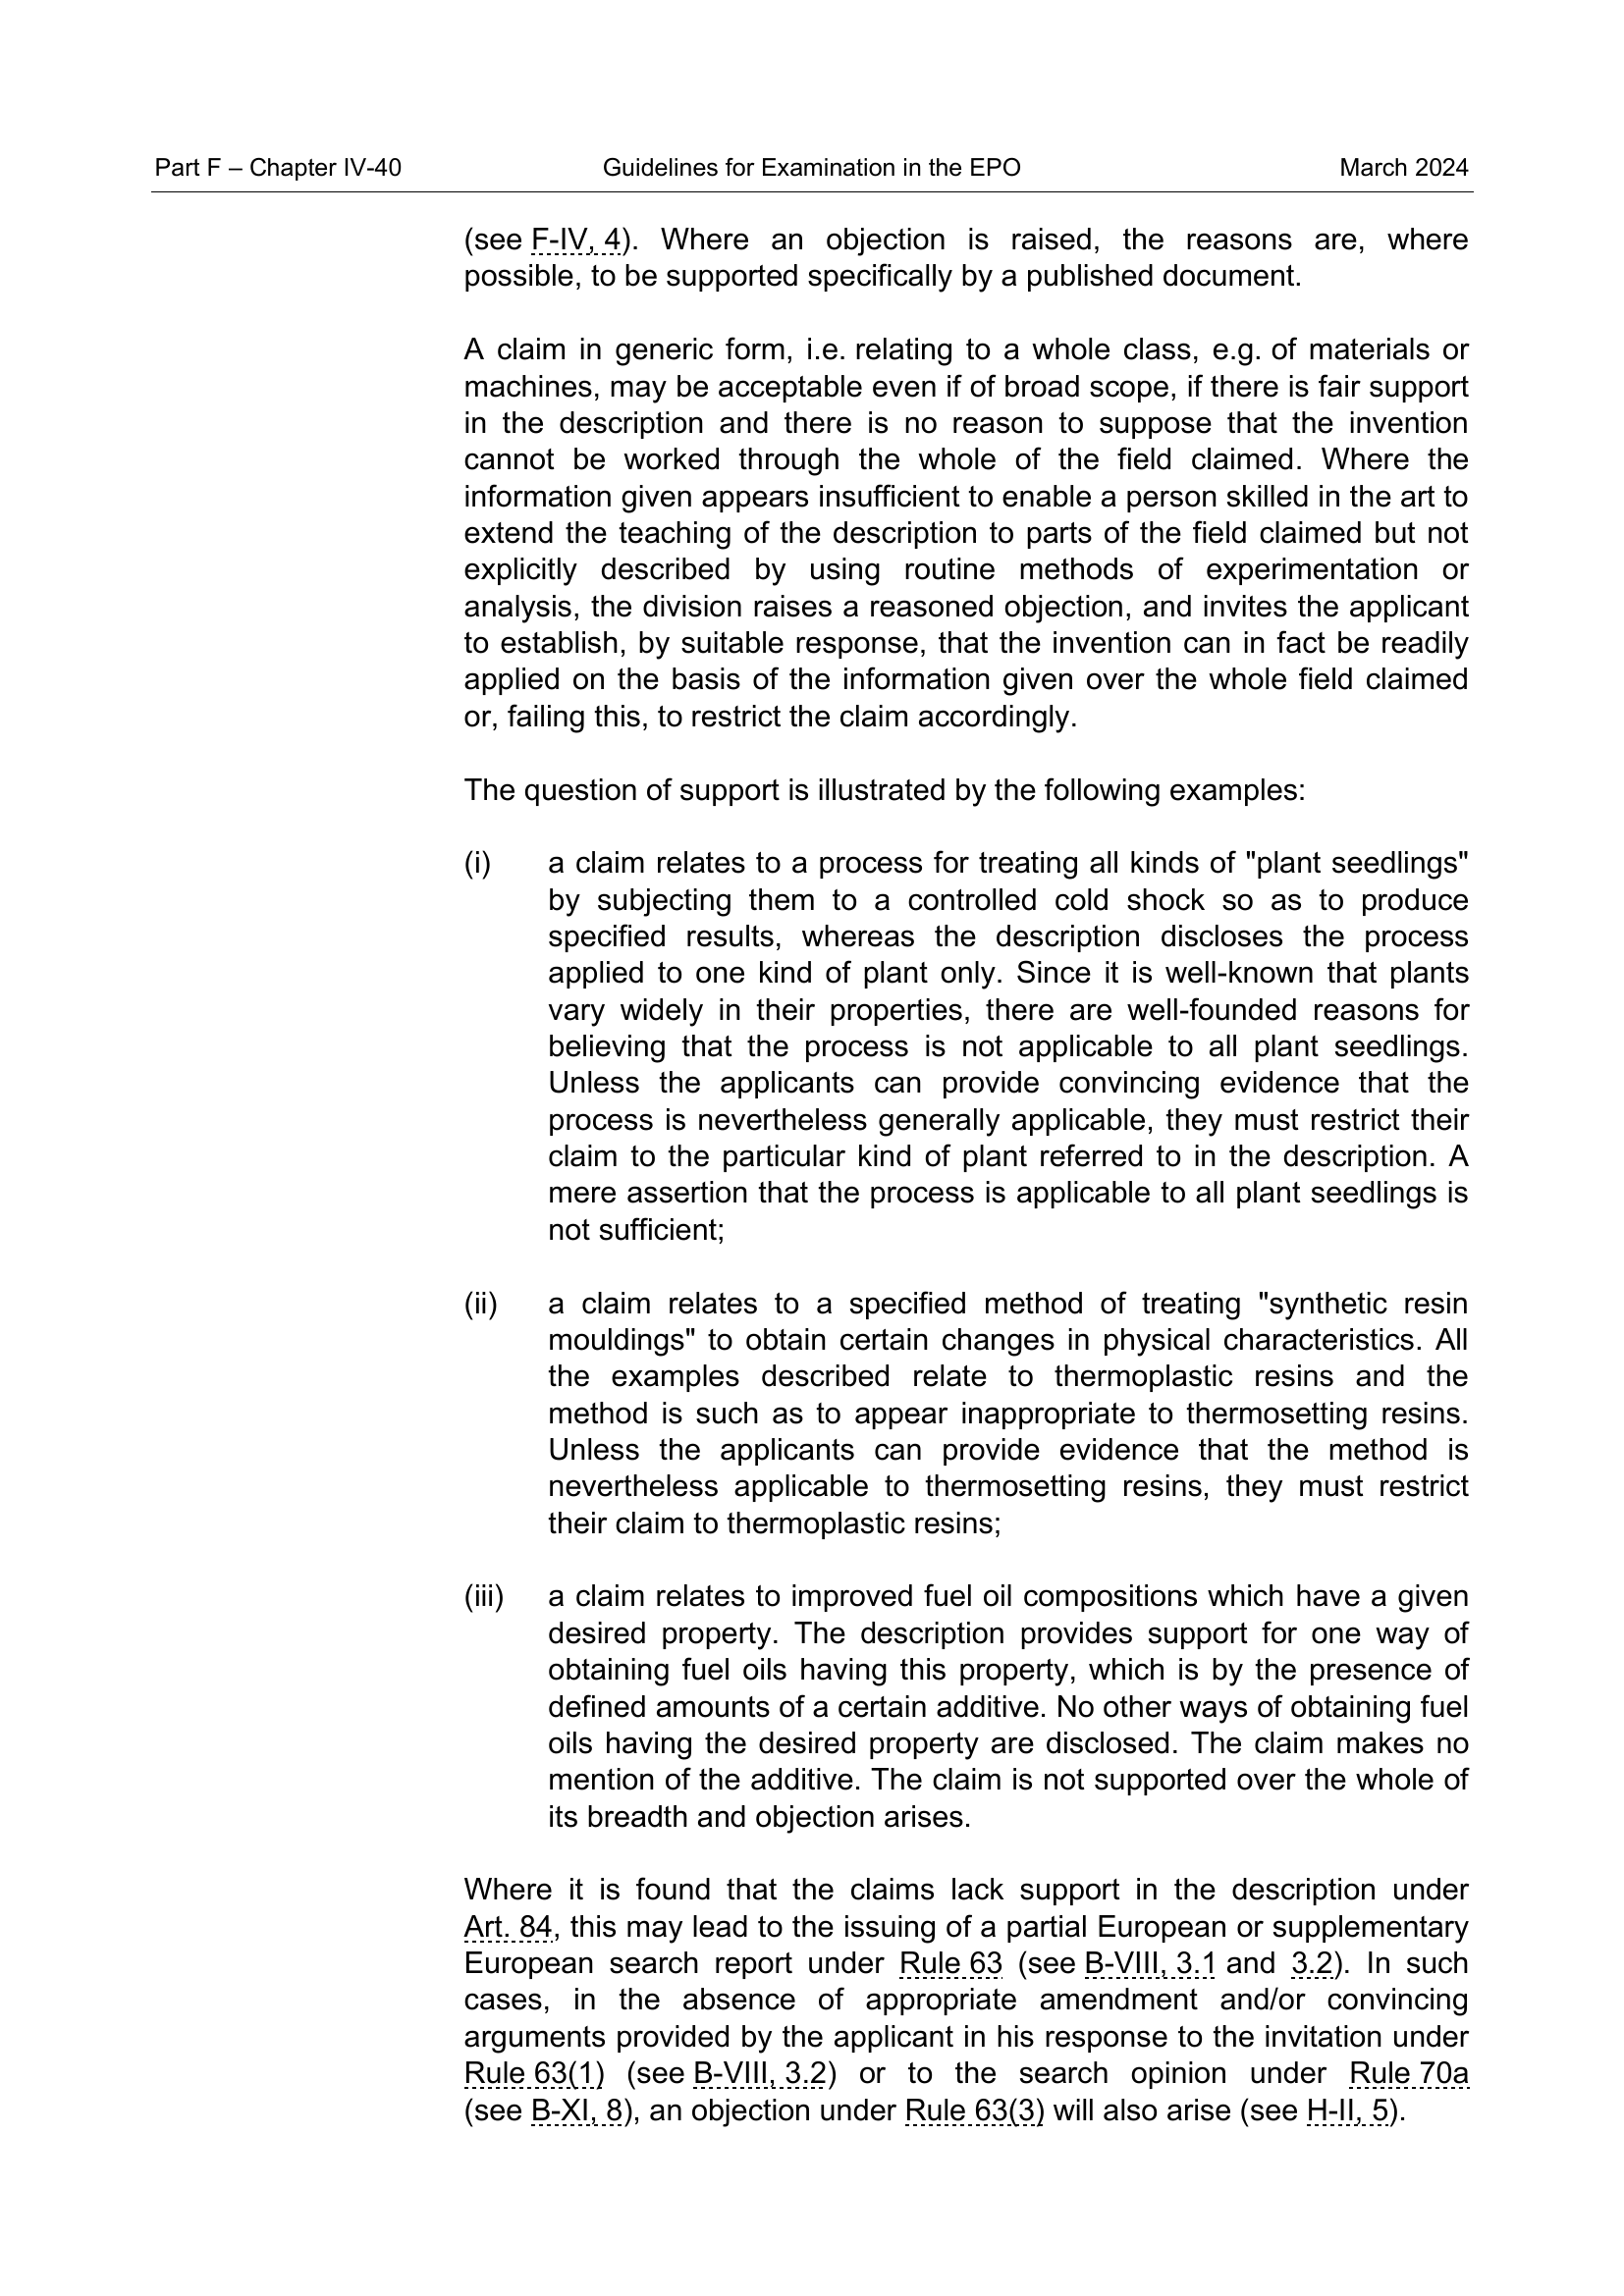 Part F – Chapter IV-40 Guidelines for Examination in the EPO March 2024
(see F-IV, 4). Where an objection is raised, the reasons are, where
possible, to be supported specifically by a published document.
A claim in generic form, i.e. relating to a whole class, e.g. of materials or
machines, may be acceptable even if of broad scope, if there is fair support
in the description and there is no reason to suppose that the invention
cannot be worked through the whole of the field claimed. Where the
information given appears insufficient to enable a person skilled in the art to
extend the teaching of the description to parts of the field claimed but not
explicitly described by using routine methods of experimentation or
analysis, the division raises a reasoned objection, and invites the applicant
to establish, by suitable response, that the invention can in fact be readily
applied on the basis of the information given over the whole field claimed
or, failing this, to restrict the claim accordingly.
The question of support is illustrated by the following examples:
(i) a claim relates to a process for treating all kinds of "plant seedlings"
by subjecting them to a controlled cold shock so as to produce
specified results, whereas the description discloses the process
applied to one kind of plant only. Since it is well-known that plants
vary widely in their properties, there are well-founded reasons for
believing that the process is not applicable to all plant seedlings.
Unless the applicants can provide convincing evidence that the
process is nevertheless generally applicable, they must restrict their
claim to the particular kind of plant referred to in the description. A
mere assertion that the process is applicable to all plant seedlings is
not sufficient;
(ii) a claim relates to a specified method of treating "synthetic resin
mouldings" to obtain certain changes in physical characteristics. All
the examples described relate to thermoplastic resins and the
method is such as to appear inappropriate to thermosetting resins.
Unless the applicants can provide evidence that the method is
nevertheless applicable to thermosetting resins, they must restrict
their claim to thermoplastic resins;
(iii) a claim relates to improved fuel oil compositions which have a given
desired property. The description provides support for one way of
obtaining fuel oils having this property, which is by the presence of
defined amounts of a certain additive. No other ways of obtaining fuel
oils having the desired property are disclosed. The claim makes no
mention of the additive. The claim is not supported over the whole of
its breadth and objection arises.
Where it is found that the claims lack support in the description under
Art. 84, this may lead to the issuing of a partial European or supplementary
European search report under Rule 63 (see B-VIII, 3.1 and 3.2). In such
cases, in the absence of appropriate amendment and/or convincing
arguments provided by the applicant in his response to the invitation under
Rule 63(1) (see B-VIII, 3.2) or to the search opinion under Rule 70a
(see B-XI, 8), an objection under Rule 63(3) will also arise (see H-II, 5).